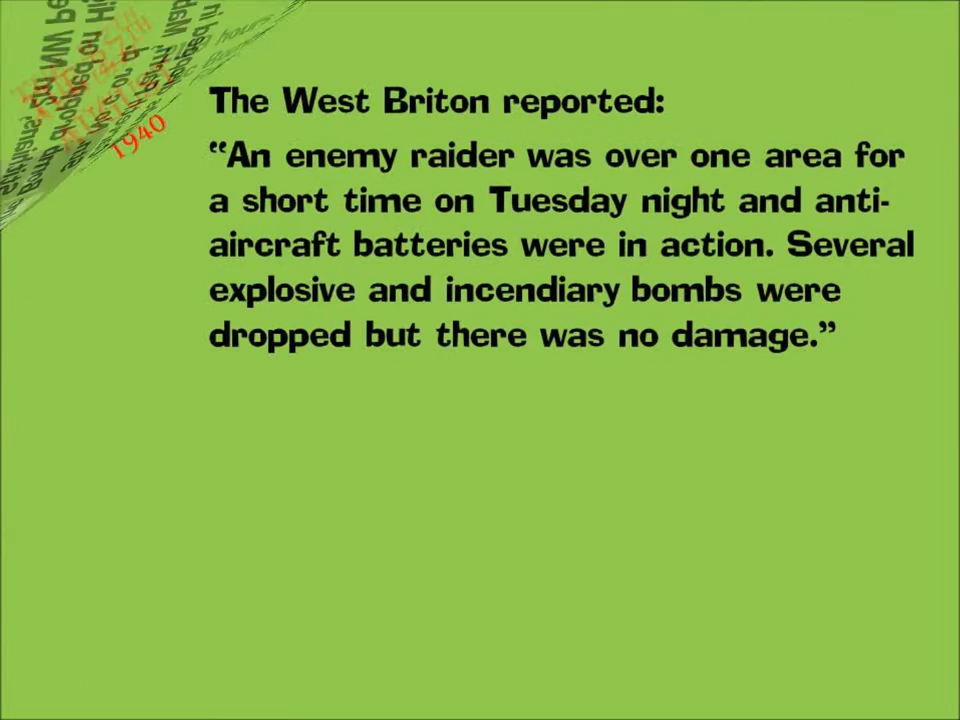 1940
The West Briton reported:
“An enemy raider was over one area for
a short time on Tuesday night and anti-
aircraft batteries were in action. Several
explosive and incendiary bombs were
dropped but there was no damage.”